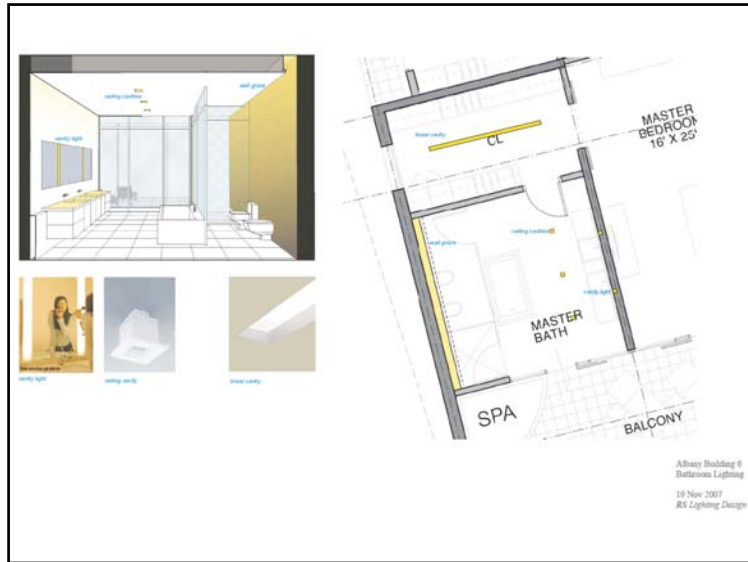 wall graze
ceiling cavities
vanity light
vanity light
ceiling cavity
linear cavity
MASTER
BEDROOM
16' X 25'
linear cavity
CL
wall graze
ceiling cavities
vanity light
MASTER
BATH
SPA
BALCONY
Albany Building 6
Bathroom Lighting
19 Nov 2007
RS Lighting Design